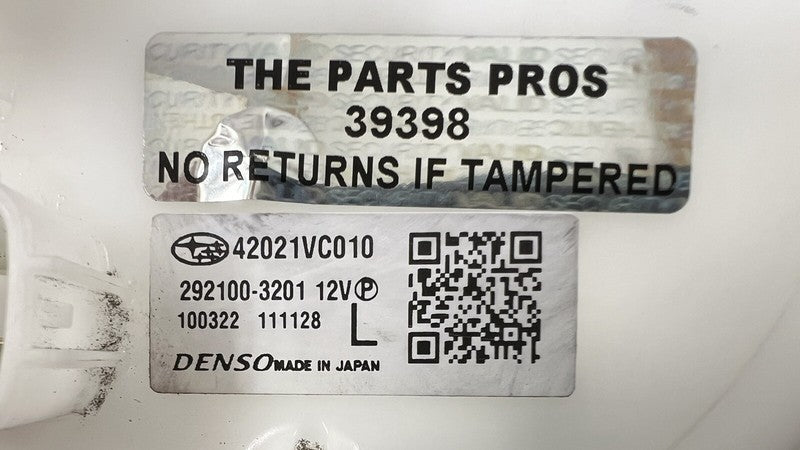 THE PARTS PROS
39398
NO RETURNS IF TAMPERED
42021VC010
292100-3201 12V P
100322 111128 L
DENSO MADE IN JAPAN